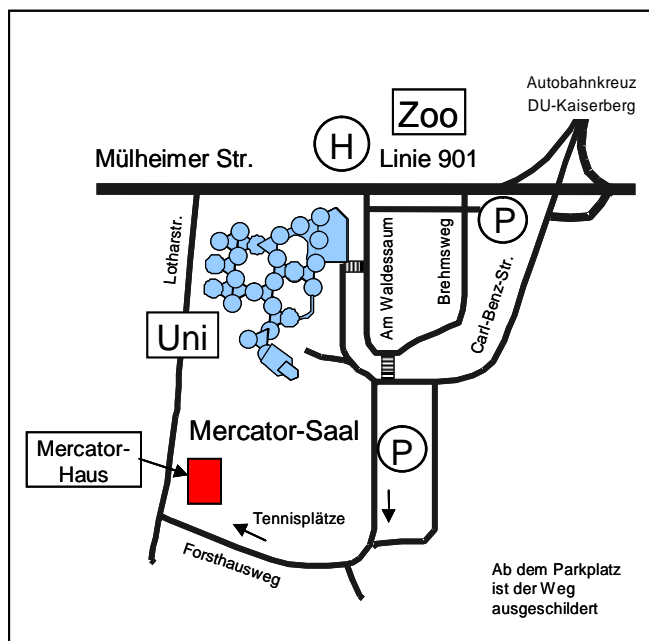 Autobahnkreuz
DU-Kaiserberg
Zoo
H
Mülheimer Str.
Linie 901
P
Lotharstr.
Am Waldessaum
Brehmsweg
Carl-Benz-Str.
Uni
Mercator-Saal
Mercator-
Haus
P
Tennisplätze
Forsthausweg
Ab dem Parkplatz
ist der Weg
ausgeschildert